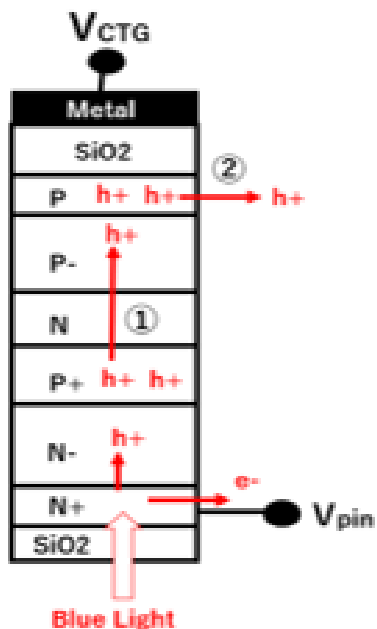 VCTG
Metal
SiO2
②
P h+ h+ h+
h+
P-
N ①
P+ h+ h+
h+
N-
e-
N+
Vpin
SiO2
Blue Light